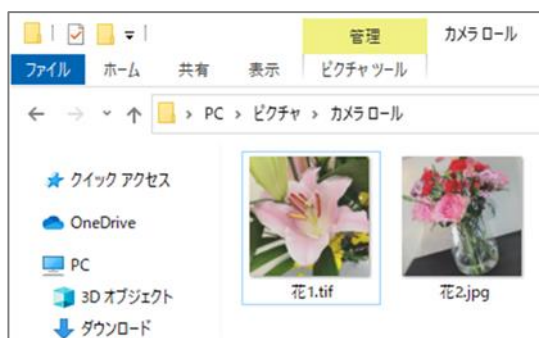 管理
カメラ ロール
ファイル
ホーム
共有
表示
ピクチャ ツール
PC
ピクチャ
カメラ ロール
クイック アクセス
OneDrive
PC
3D オブジェクト
ダウンロード
花1.tif
花2.jpg